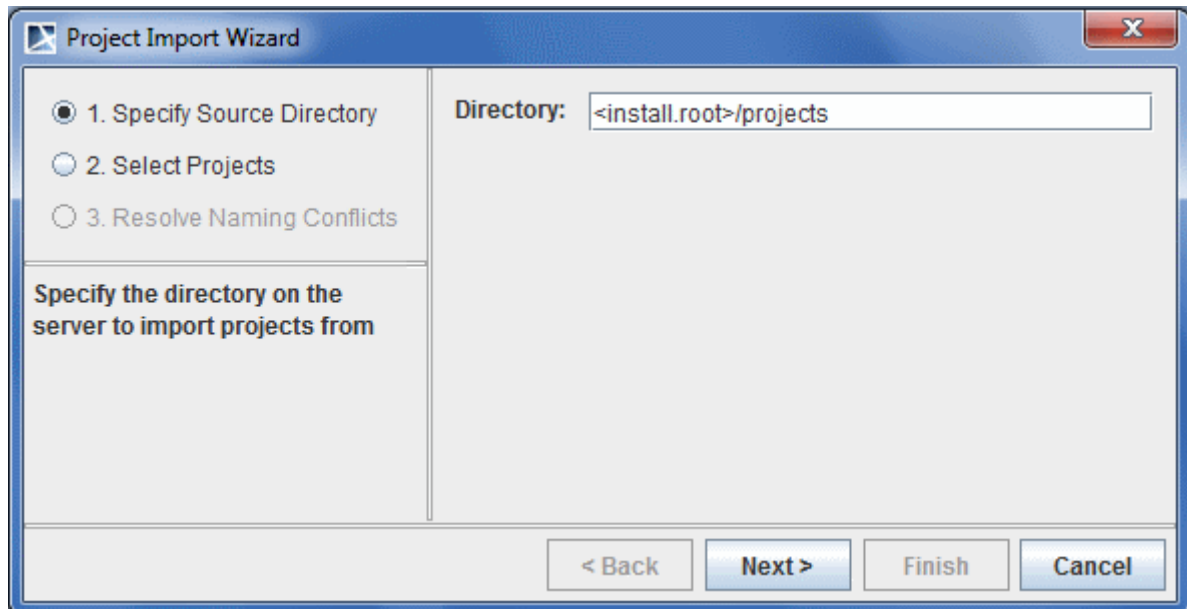 Project Import Wizard
1. Specify Source Directory
2. Select Projects
3. Resolve Naming Conflicts
Specify the directory on the
server to import projects from
Directory: <install.root>/projects
< Back Next > Finish Cancel